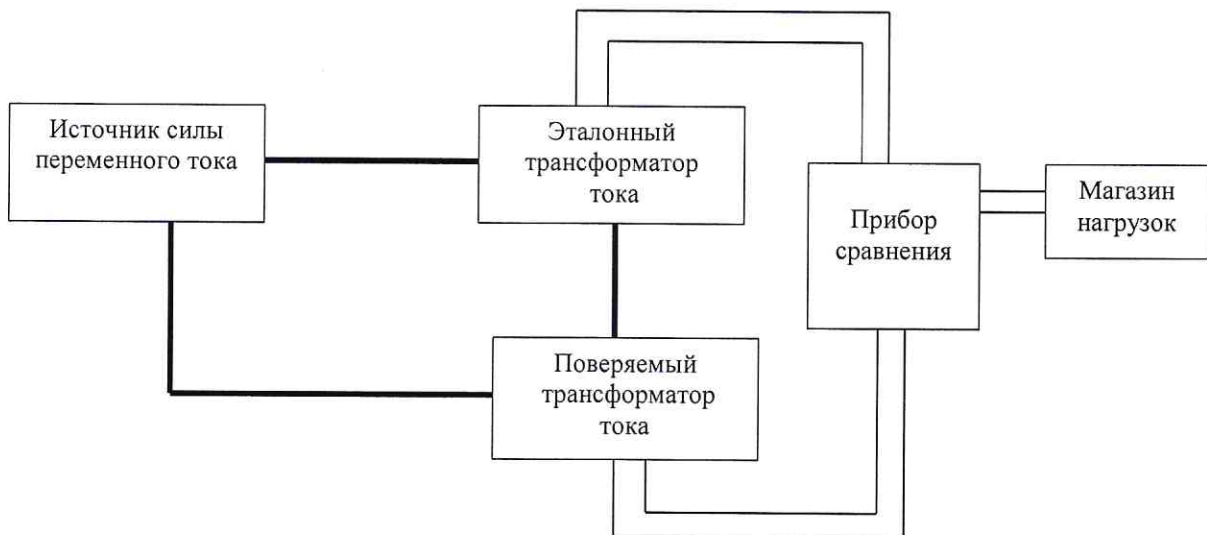 Источник силы
переменного тока
Эталонный
трансформатор
тока
Прибор
сравнения
Магазин
нагрузок
Поверяемый
трансформатор
тока